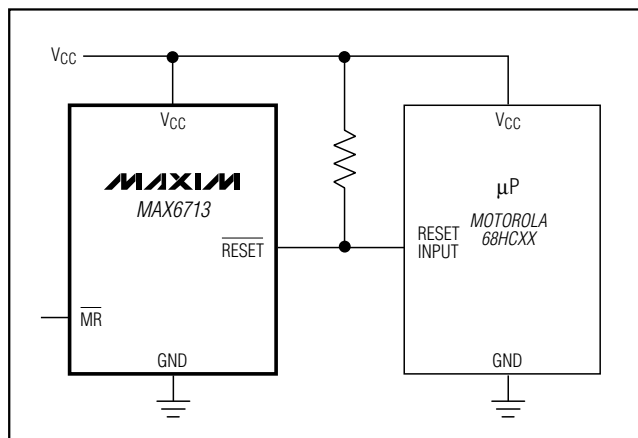 VCC
VCC
MAXIM
MAX6713
RESET
MR
GND
VCC
μP
MOTOROLA
68HCXX
RESET
INPUT
GND